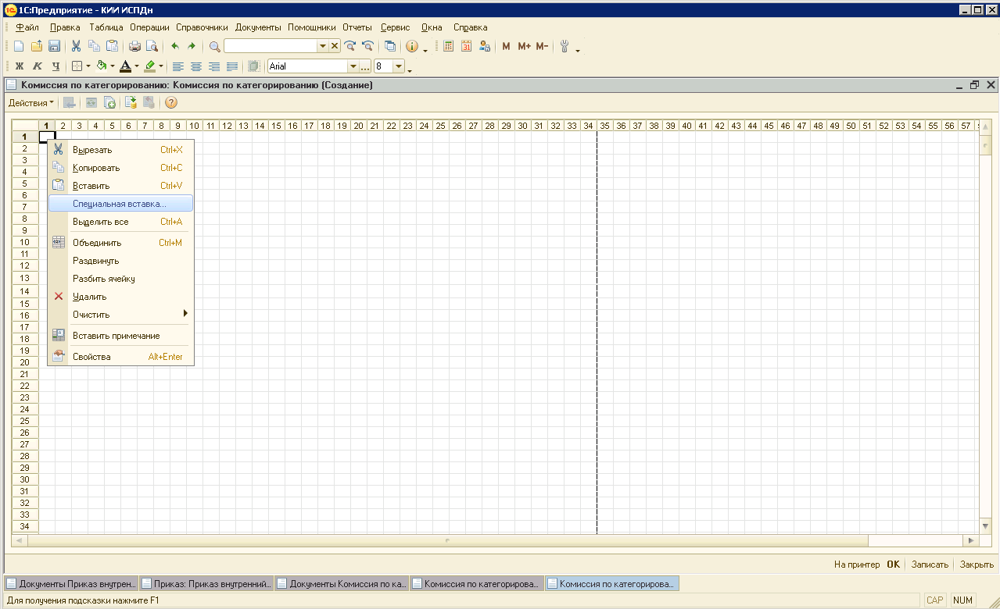 1С:Предприятие - КИИ ИСПДн
Файл Правка Таблица Операции Справочники Документы Помощники Отчеты Сервис Окна Справка
M M+ M-
Ж К Ч А Arial ... 8
Комиссия по категорированию: Комиссия по категорированию (Создание)
Действия
1 2 3 4 5 6 7 8 9 10 11 12 13 14 15 16 17 18 19 20 21 22 23 24 25 26 27 28 29 30 31 32 33 34 35 36 37 38 39 40 41 42 43 44 45 46 47 48 49 50 51 52 53 54 55 56 57
1
2 Вырезать Ctrl+X
3
4 Копировать Ctrl+C
5 Вставить Ctrl+V
6
7 Специальная вставка...
8 Выделить все Ctrl+A
9
10 Объединить Ctrl+M
11
12 Раздвинуть
13 Разбить ячейку
14 Удалить
15
16 Очистить
17
18 Вставить примечание
19
20 Свойства Alt+Enter
21
22
23
24
25
26
27
28
29
30
31
32
33
34
На принтер OK Записать Закрыть
Документы Приказ внутрен... Приказ: Приказ внутренний... Документы Комиссия по ка... Комиссия по категорирова... Комиссия по категорирова...
Для получения подсказки нажмите F1 CAP NUM